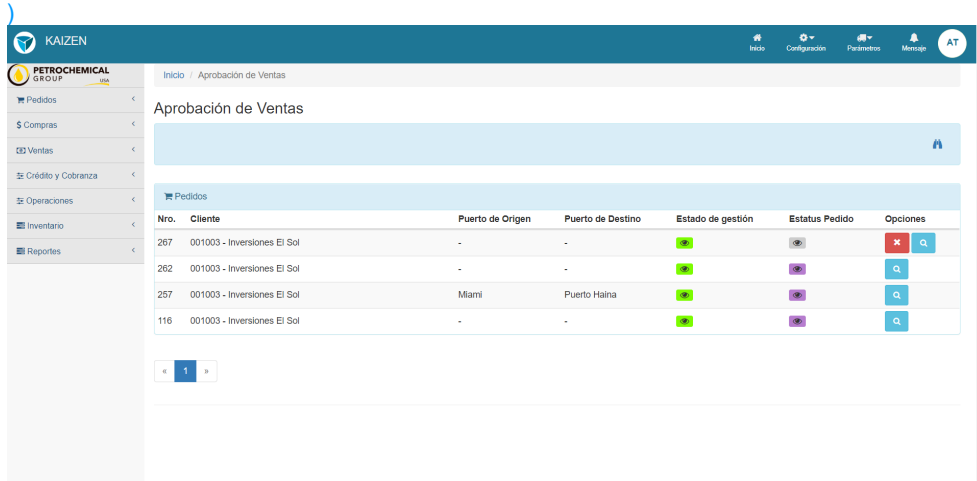 )
KAIZEN
Inicio
Configuración
Parámetros
Mensaje
AT
PETROCHEMICAL
GROUP USA
Inicio / Aprobación de Ventas
Pedidos
$ Compras
Ventas
Crédito y Cobranza
Operaciones
Inventario
Reportes
Aprobación de Ventas
Pedidos
Nro. Cliente Puerto de Origen Puerto de Destino Estado de gestión Estatus Pedido Opciones
267 001003 - Inversiones El Sol - -
262 001003 - Inversiones El Sol - -
257 001003 - Inversiones El Sol Miami Puerto Haina
116 001003 - Inversiones El Sol - -
« 1 »